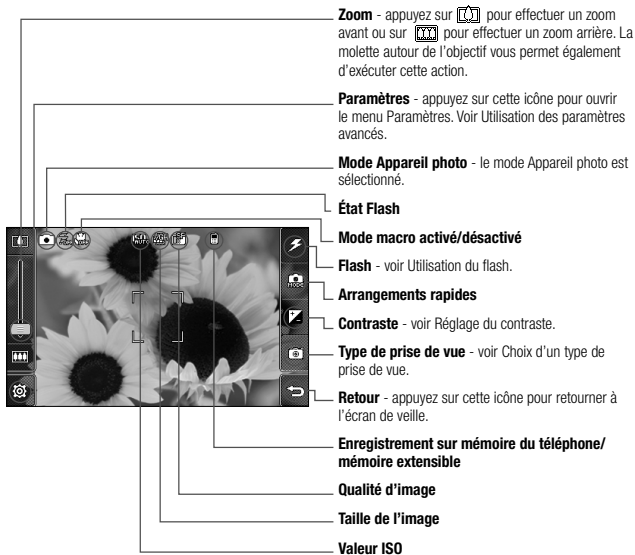 Zoom - appuyez sur pour effectuer un zoom
avant ou sur pour effectuer un zoom arrière. La
molette autour de l'objectif vous permet également
d'exécuter cette action.
Paramètres - appuyez sur cette icône pour ouvrir
le menu Paramètres. Voir Utilisation des paramètres
avancés.
Mode Appareil photo - le mode Appareil photo est
sélectionné.
État Flash
Mode macro activé/désactivé
Flash - voir Utilisation du flash.
Arrangements rapides
Contraste - voir Réglage du contraste.
Type de prise de vue - voir Choix d'un type de
prise de vue.
Retour - appuyez sur cette icône pour retourner à
l'écran de veille.
Enregistrement sur mémoire du téléphone/
mémoire extensible
Qualité d'image
Taille de l'image
Valeur ISO
ISO
AUTO
MODE